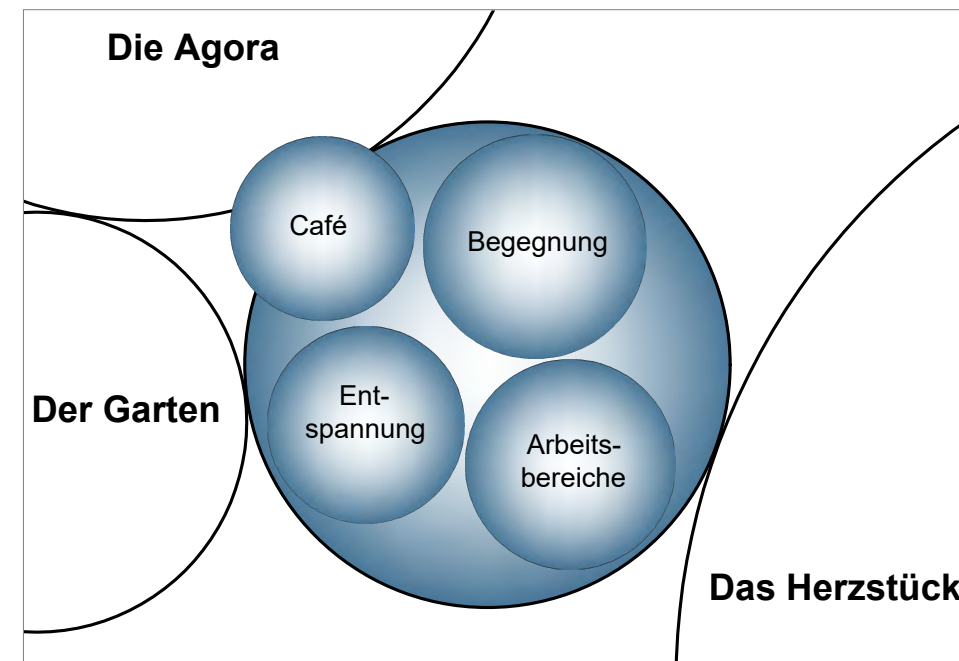 Die Agora
Café
Begegnung
Der Garten
Ent-
spannung
Arbeits-
bereiche
Das Herzstück